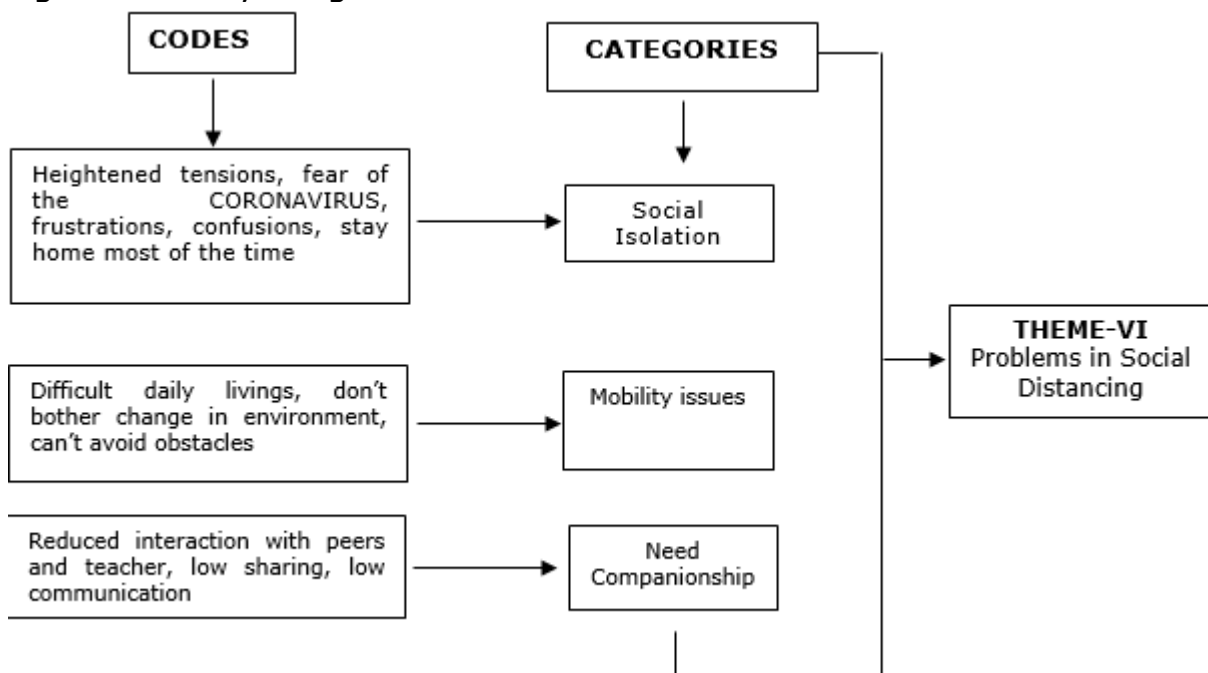 CODES
CATEGORIES
Heightened tensions, fear of
the CORONAVIRUS,
frustrations, confusions, stay
home most of the time
Social
Isolation
THEME-VI
Problems in Social
Distancing
Difficult daily livings, don't
bother change in environment,
can't avoid obstacles
Mobility issues
Reduced interaction with peers
and teacher, low sharing, low
communication
Need
Companionship